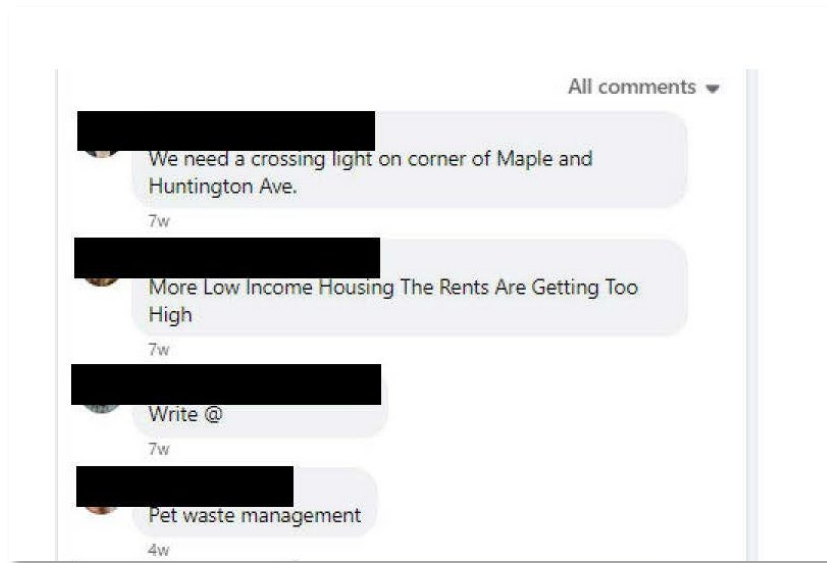 All comments
We need a crossing light on corner of Maple and
Huntington Ave.
7w
More Low Income Housing The Rents Are Getting Too
High
7w
Write @
7w
Pet waste management
4w